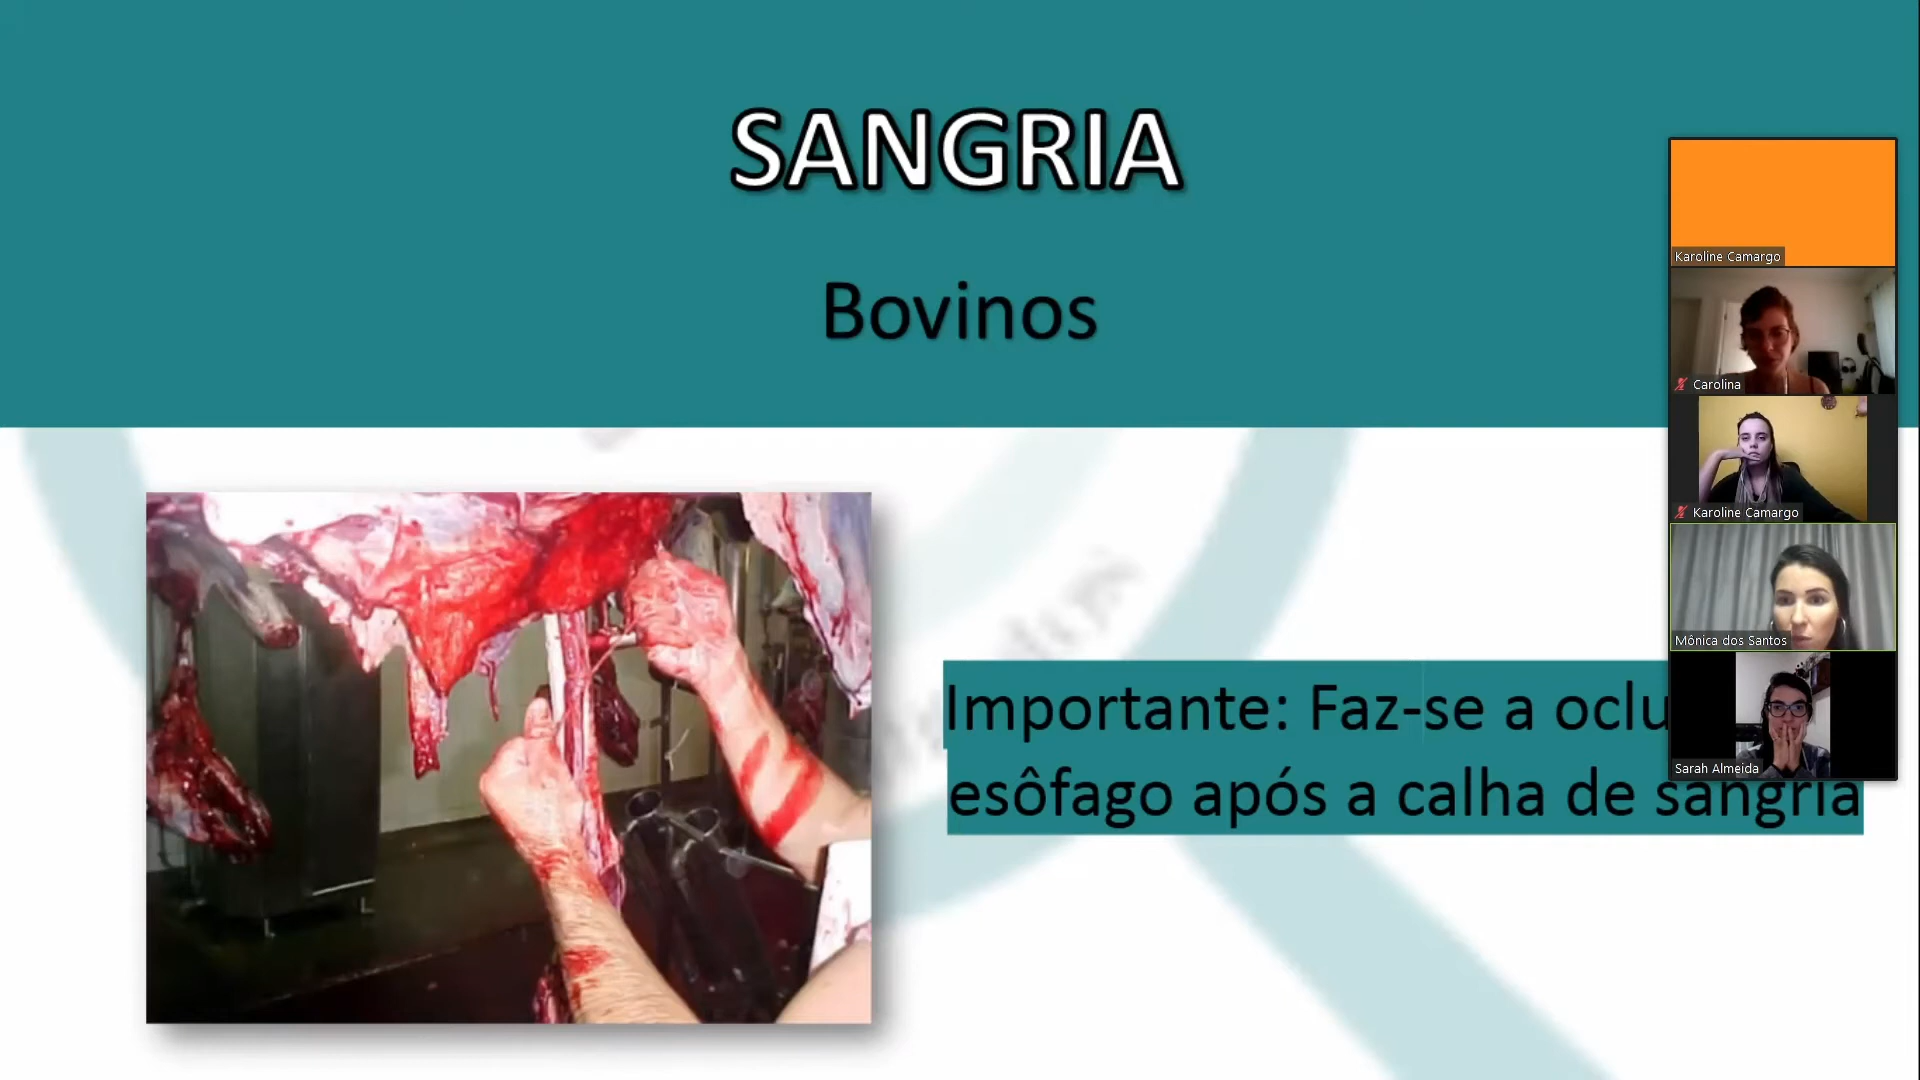 SANGRIA
Bovinos
Importante: Faz-se a oclu
esôfago após a calha de sangria
Karoline Camargo
Carolina
Karoline Camargo
Mônica dos Santos
Sarah Almeida